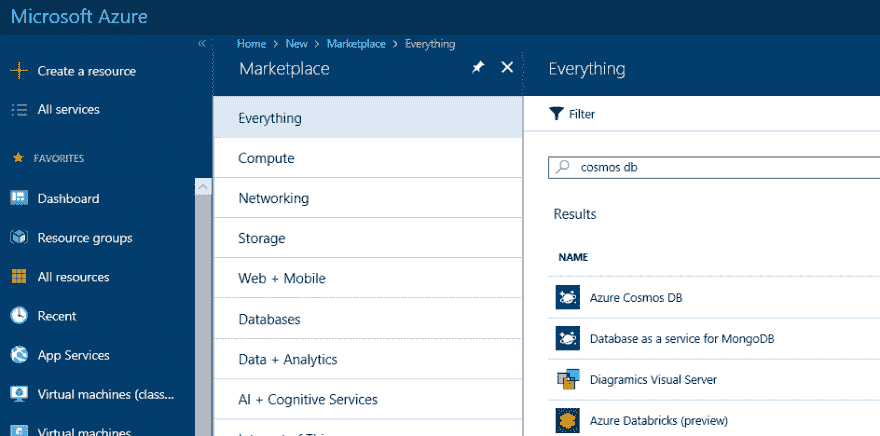 Microsoft Azure
«
Home > New > Marketplace > Everything
Create a resource
All services
FAVORITES
Dashboard
Resource groups
All resources
Recent
App Services
Virtual machines (class...
Virtual machines
Marketplace
Everything
Compute
Networking
Storage
Web + Mobile
Databases
Data + Analytics
AI + Cognitive Services
Everything
Filter
cosmos db
Results
NAME
Azure Cosmos DB
Database as a service for MongoDB
Diagramics Visual Server
Azure Databricks (preview)